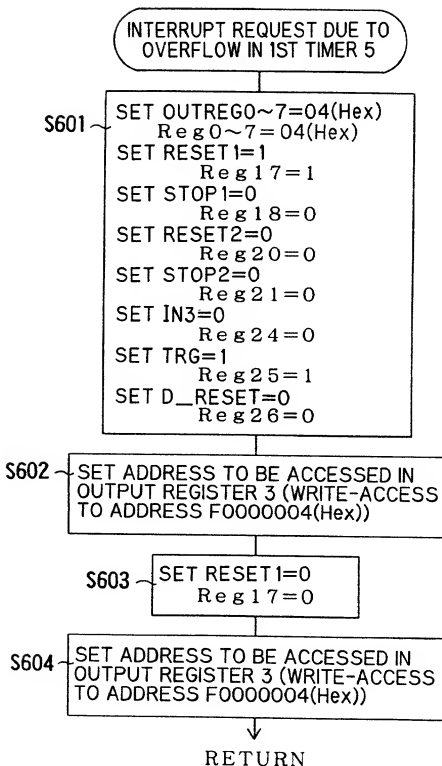 INTERRUPT REQUEST DUE TO
OVERFLOW IN 1ST TIMER 5
S601
SET OUTREG0~7=04(Hex)
Reg0~7=04(Hex)
SET RESET1=1
Reg17=1
SET STOP1=0
Reg18=0
SET RESET2=0
Reg20=0
SET STOP2=0
Reg21=0
SET IN3=0
Reg24=0
SET TRG=1
Reg25=1
SET D_RESET=0
Reg26=0
S602
SET ADDRESS TO BE ACCESSED IN
OUTPUT REGISTER 3 (WRITE-ACCESS
TO ADDRESS F0000004(Hex))
S603
SET RESET1=0
Reg17=0
S604
SET ADDRESS TO BE ACCESSED IN
OUTPUT REGISTER 3 (WRITE-ACCESS
TO ADDRESS F0000004(Hex))
RETURN